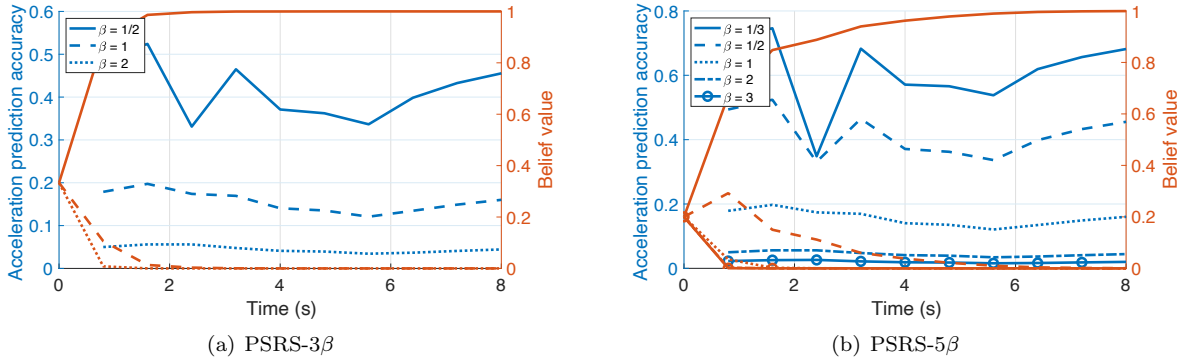 0.6
0.5
0.4
0.3
0.2
0.1
0
Acceleration prediction accuracy
β = 1/2
β = 1
β = 2
1
0.8
0.6
0.4
0.2
0
Belief value
0 2 4 6 8
Time (s)
(a) PSRS-3β
0.8
0.6
0.4
0.2
0
Acceleration prediction accuracy
β = 1/3
β = 1/2
β = 1
β = 2
β = 3
1
0.8
0.6
0.4
0.2
0
Belief value
0 2 4 6 8
Time (s)
(b) PSRS-5β